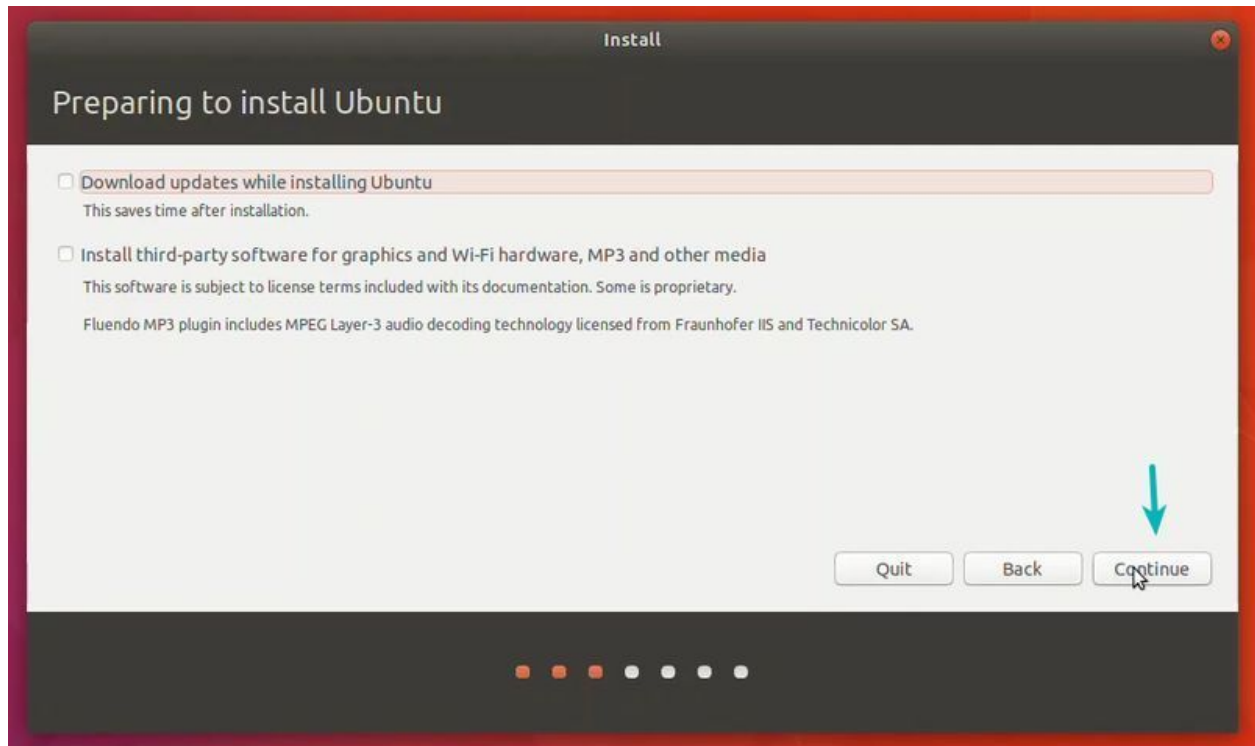 Install
Preparing to install Ubuntu
Download updates while installing Ubuntu
This saves time after installation.
Install third-party software for graphics and Wi-Fi hardware, MP3 and other media
This software is subject to license terms included with its documentation. Some is proprietary.
Fluendo MP3 plugin includes MPEG Layer-3 audio decoding technology licensed from Fraunhofer IIS and Technicolor SA.
Quit Back Continue